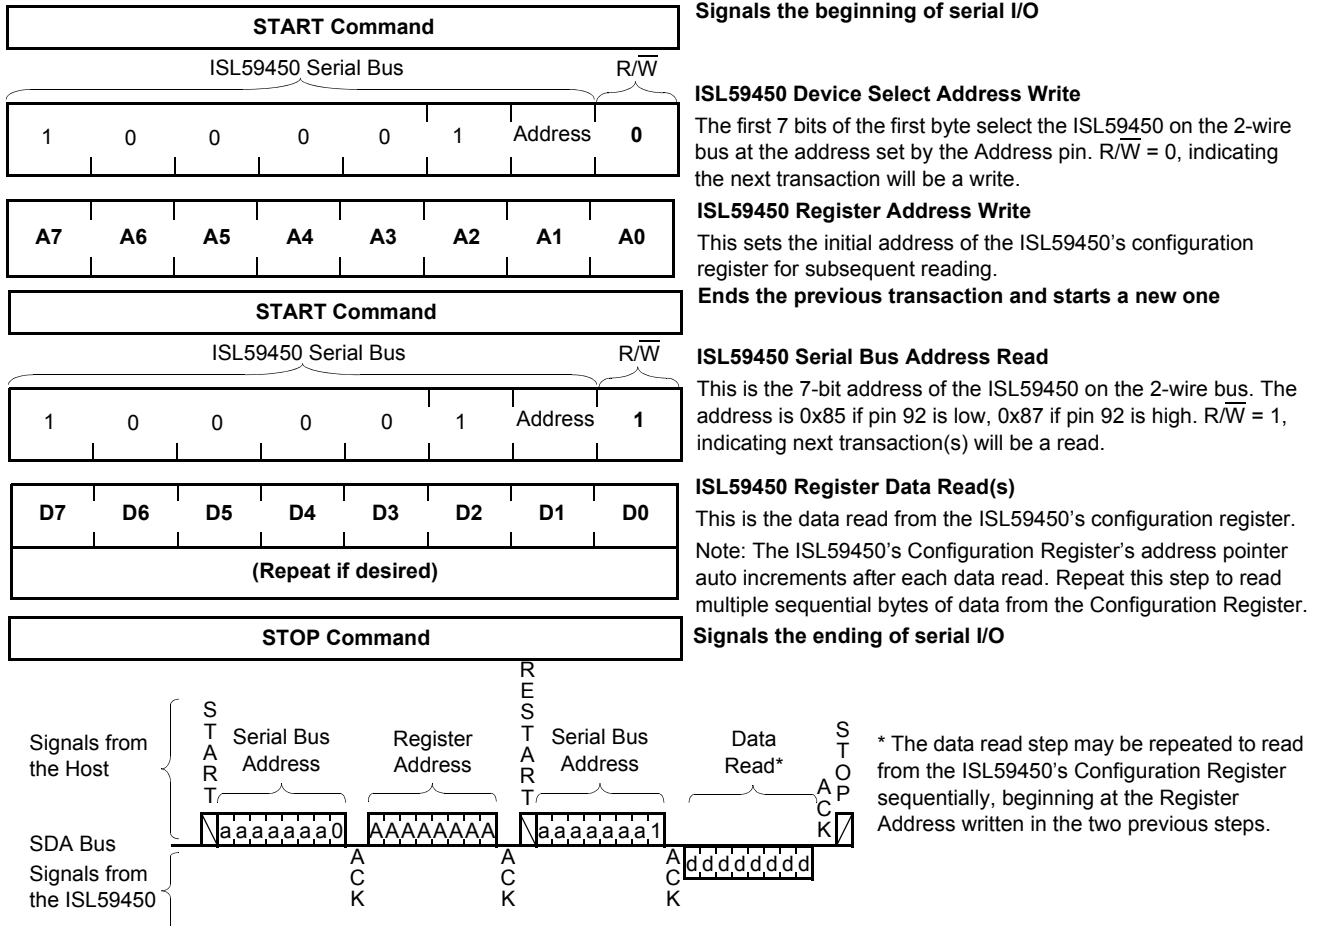 START Command
Signals the beginning of serial I/O
ISL59450 Serial Bus
R/W̅
1 0 0 0 0 1 Address 0
ISL59450 Device Select Address Write
The first 7 bits of the first byte select the ISL59450 on the 2-wire
bus at the address set by the Address pin. R/W̅ = 0, indicating
the next transaction will be a write.
A7 A6 A5 A4 A3 A2 A1 A0
ISL59450 Register Address Write
This sets the initial address of the ISL59450’s configuration
register for subsequent reading.
START Command
Ends the previous transaction and starts a new one
ISL59450 Serial Bus
R/W̅
1 0 0 0 0 1 Address 1
ISL59450 Serial Bus Address Read
This is the 7-bit address of the ISL59450 on the 2-wire bus. The
address is 0x85 if pin 92 is low, 0x87 if pin 92 is high. R/W̅ = 1,
indicating next transaction(s) will be a read.
D7 D6 D5 D4 D3 D2 D1 D0
(Repeat if desired)
ISL59450 Register Data Read(s)
This is the data read from the ISL59450’s configuration register.
Note: The ISL59450’s Configuration Register’s address pointer
auto increments after each data read. Repeat this step to read
multiple sequential bytes of data from the Configuration Register.
STOP Command
Signals the ending of serial I/O
Signals from
the Host
START
Serial Bus
Address
Register
Address
RESTART
Serial Bus
Address
Data
Read*
ACK
STOP
* The data read step may be repeated to read
from the ISL59450’s Configuration Register
sequentially, beginning at the Register
Address written in the two previous steps.
SDA Bus
aaaaaaa0
AAAAAAAA
aaaaaaa1
Signals from
the ISL59450
ACK
ACK
ACK
dddddddd